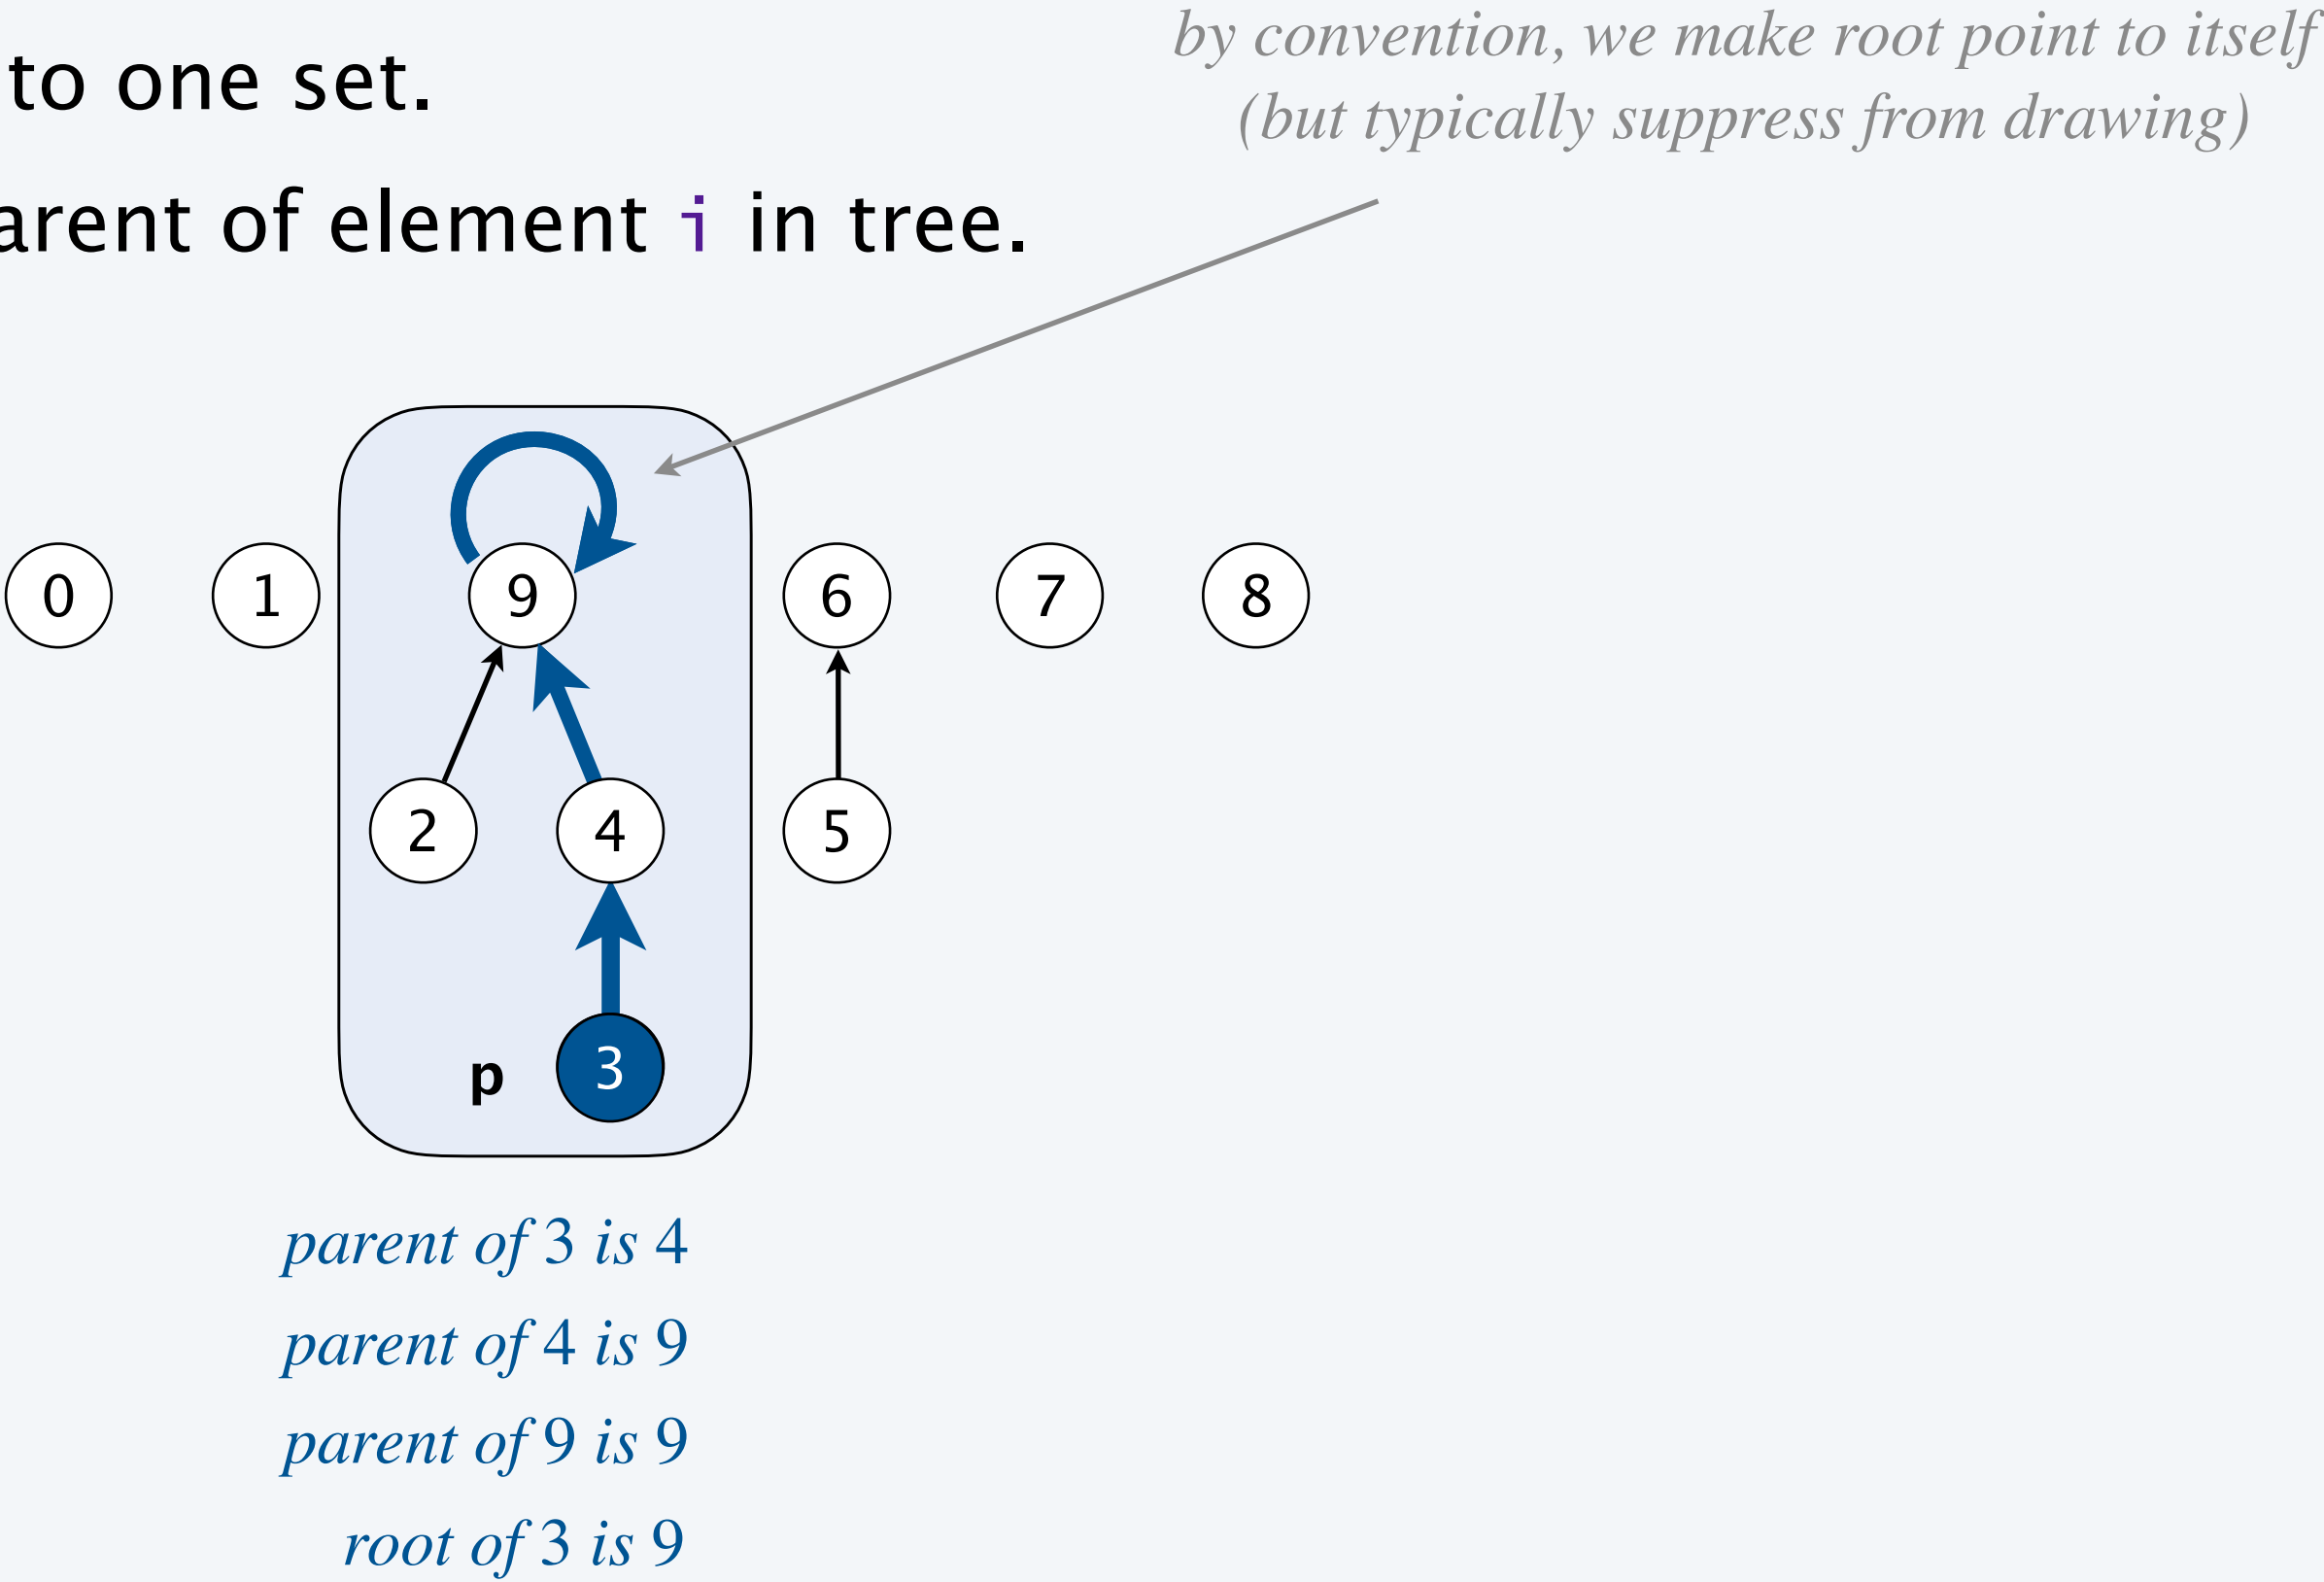 by convention, we make root point to itself
to one set.
(but typically suppress from drawing)
arent of element i in tree.
0 1 9 6 7 8
2 4 5
p 3
parent of 3 is 4
parent of 4 is 9
parent of 9 is 9
root of 3 is 9